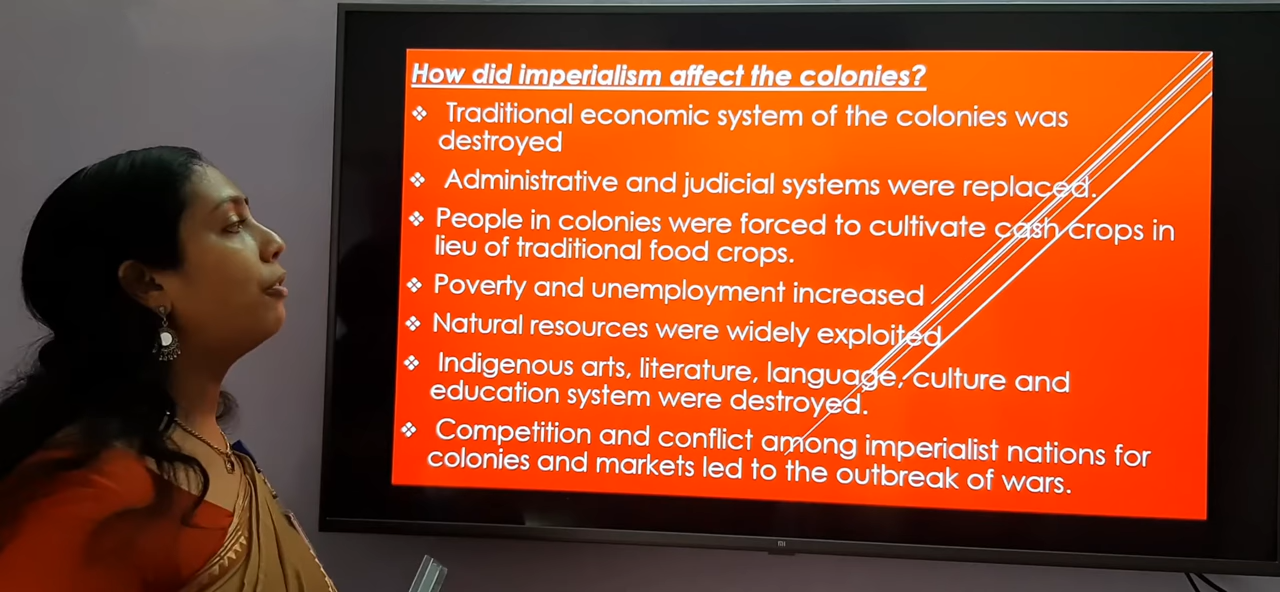 How did imperialism affect the colonies?
❖ Traditional economic system of the colonies was
destroyed
❖ Administrative and judicial systems were replaced.
❖ People in colonies were forced to cultivate cash crops in
lieu of traditional food crops.
❖ Poverty and unemployment increased
❖ Natural resources were widely exploited
❖ Indigenous arts, literature, language, culture and
education system were destroyed.
❖ Competition and conflict among imperialist nations for
colonies and markets led to the outbreak of wars.
mi